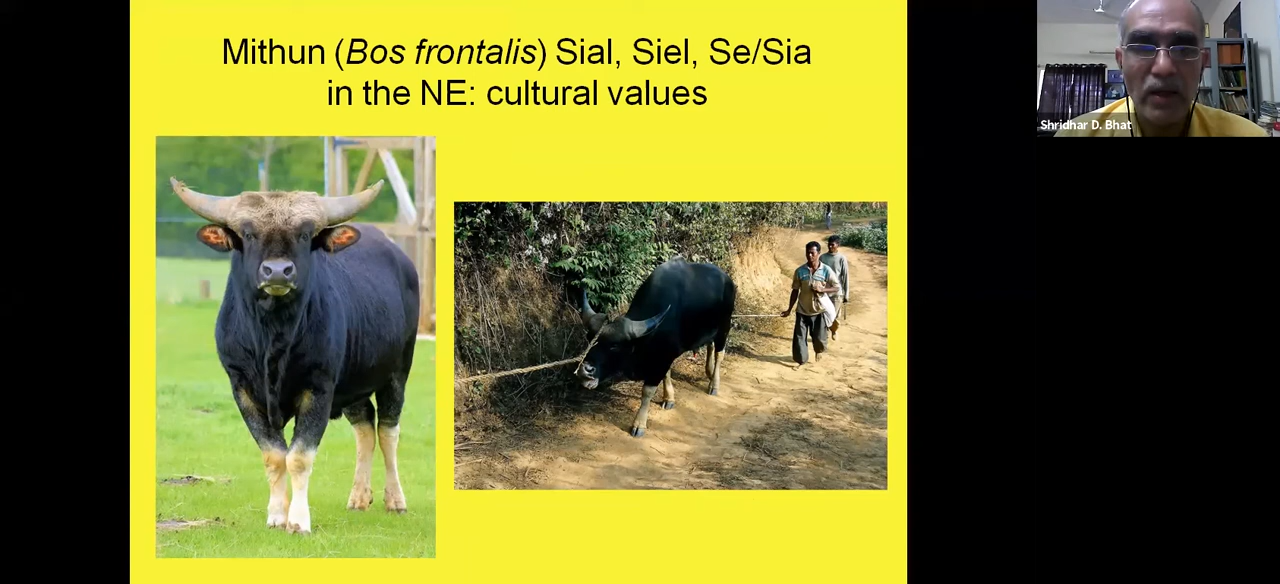 Mithun (Bos frontalis) Sial, Siel, Se/Sia
in the NE: cultural values
Shridhar D. Bhat